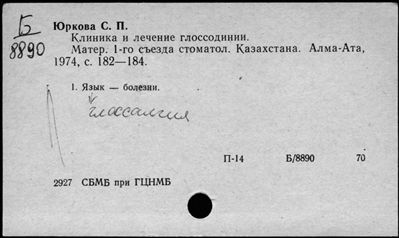 Б
8890
Юркова С. П.
Клиника и лечение глоссодинии.
Матер. 1-го съезда стоматол. Казахстана. Алма-Ата,
1974, с. 182—184.
1. Язык — болезни.
глоссалгия
П-14 Б/8890 70
2927 СБМБ при ГЦНМБ